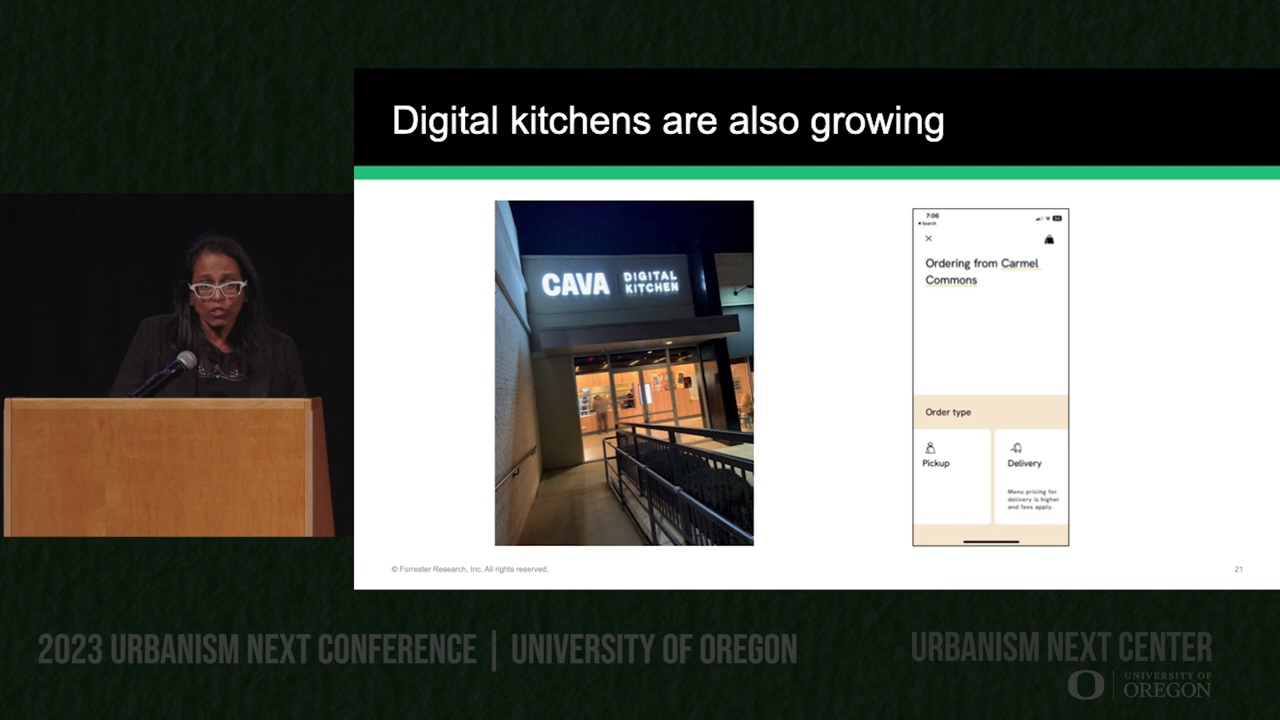 Digital kitchens are also growing
CAVA DIGITAL
KITCHEN
7:06
Search
Ordering from Carmel
Commons
Order type
Pickup
Delivery
Menu pricing for
delivery is higher
and fees apply.
© Forrester Research, Inc. All rights reserved.
21
2023 URBANISM NEXT CONFERENCE | UNIVERSITY OF OREGON
URBANISM NEXT CENTER
UNIVERSITY OF
OREGON